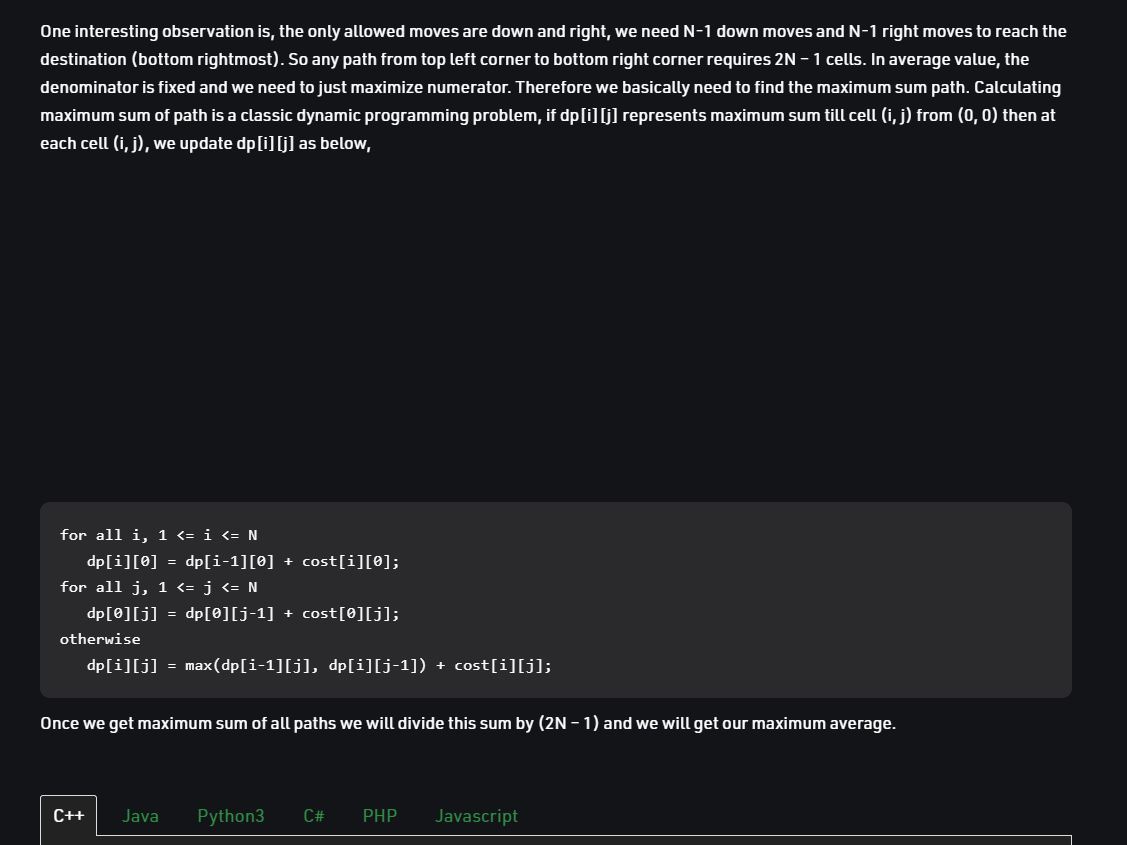 One interesting observation is, the only allowed moves are down and right, we need N-1 down moves and N-1 right moves to reach the
destination (bottom rightmost). So any path from top left corner to bottom right corner requires 2N – 1 cells. In average value, the
denominator is fixed and we need to just maximize numerator. Therefore we basically need to find the maximum sum path. Calculating
maximum sum of path is a classic dynamic programming problem, if dp[i][j] represents maximum sum till cell (i, j) from (0, 0) then at
each cell (i, j), we update dp[i][j] as below,
for all i, 1 <= i <= N
   dp[i][0] = dp[i-1][0] + cost[i][0];
for all j, 1 <= j <= N
   dp[0][j] = dp[0][j-1] + cost[0][j];
otherwise
   dp[i][j] = max(dp[i-1][j], dp[i][j-1]) + cost[i][j];
Once we get maximum sum of all paths we will divide this sum by (2N – 1) and we will get our maximum average.
C++ Java Python3 C# PHP Javascript